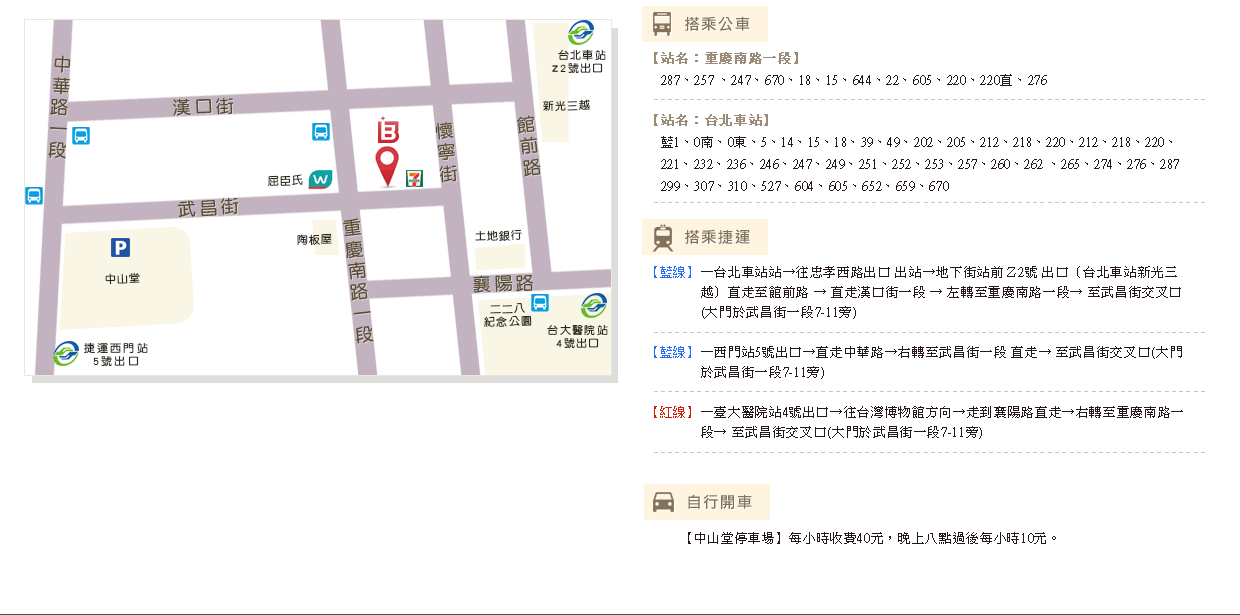 中華路一段
漢口街
台北車站
Z2號出口
新光三越
館前路
懷寧街
B
7
屈臣氏
W
武昌街
重慶南路一段
陶板屋
土地銀行
P
中山堂
襄陽路
二二八
紀念公園
台大醫院站
4號出口
捷運西門站
5號出口
搭乘公車
【站名：重慶南路一段】
287、257、247、670、18、15、644、22、605、220、220直、276
【站名：台北車站】
藍1、0南、0東、5、14、15、18、39、49、202、205、212、218、220、212、218、220、
221、232、236、246、247、249、251、252、253、257、260、262 、265、274、276、287
299、307、310、527、604、605、652、659、670
搭乘捷運
【藍線】—台北車站站→往忠孝西路出口 出站→地下街站前Z2號 出口〔台北車站新光三
越〕直走至館前路 → 直走漢口街一段 → 左轉至重慶南路一段→ 至武昌街交叉口
(大門於武昌街一段7-11旁)
【藍線】—西門站5號出口→直走中華路→右轉至武昌街一段 直走→ 至武昌街交叉口(大門
於武昌街一段7-11旁)
【紅線】—臺大醫院站4號出口→往台灣博物館方向→走到襄陽路直走→右轉至重慶南路一
段→ 至武昌街交叉口(大門於武昌街一段7-11旁)
自行開車
【中山堂停車場】每小時收費40元，晚上八點過後每小時10元。